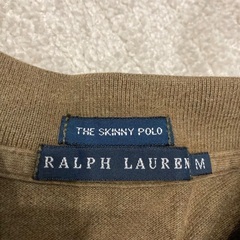 THE SKINNY POLO
RALPH LAUREN M